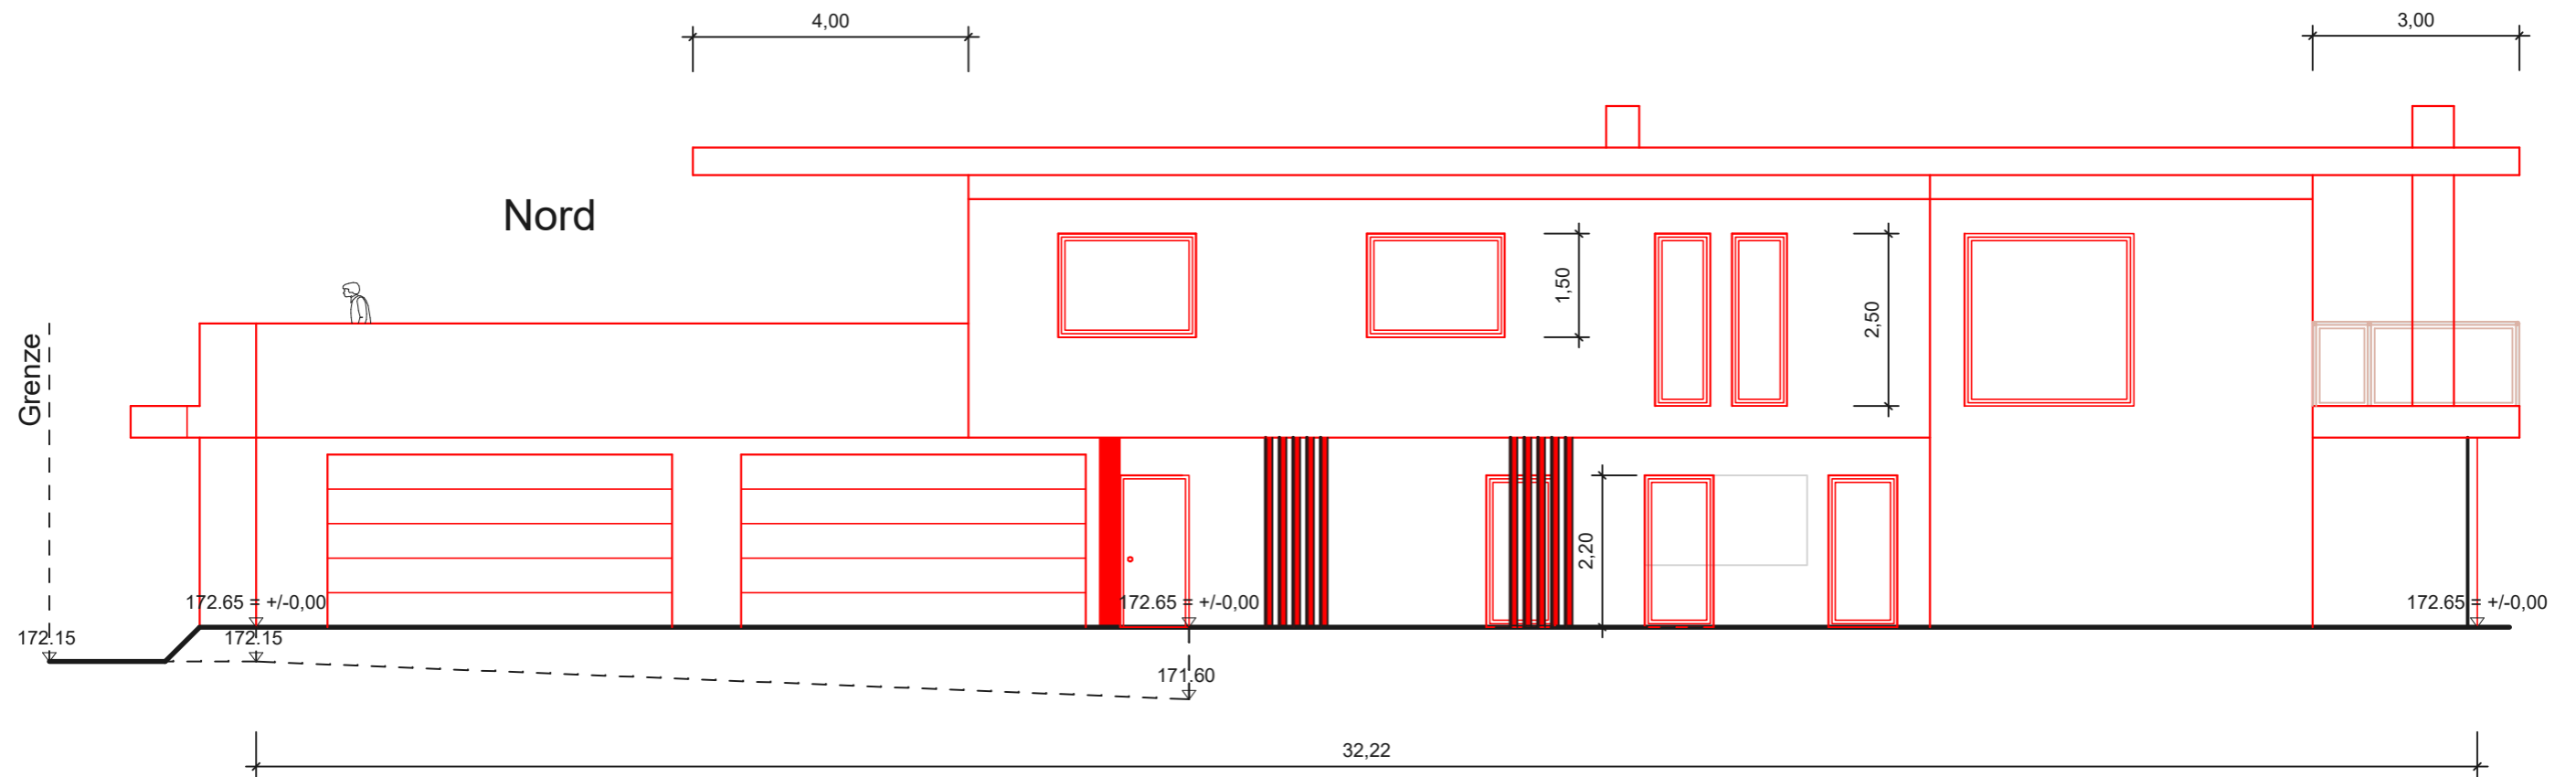 4,00
3,00
Nord
1,50
2,50
Grenze
2,20
172.65 = +/-0,00
172.65 = +/-0,00
172.65 = +/-0,00
172.15
172.15
171.60
32,22